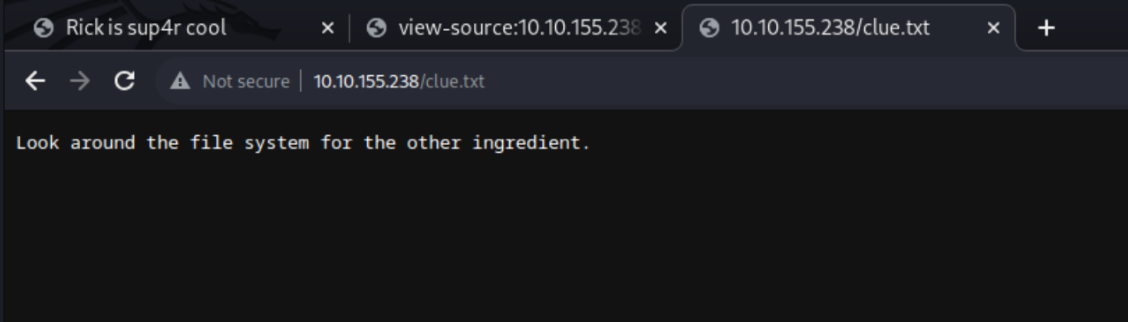 Rick is sup4r cool
view-source:10.10.155.238
10.10.155.238/clue.txt
Not secure
10.10.155.238/clue.txt
Look around the file system for the other ingredient.